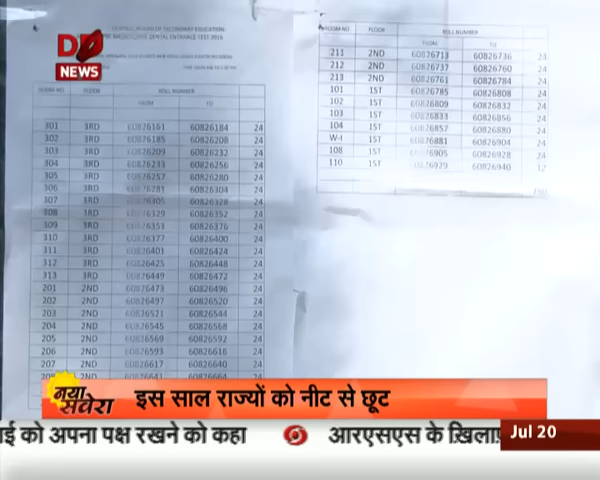 DD
NEWS
ROOM NO. FLOOR ROLL NUMBER
FROM TO
301 3RD 60826161 60826184 24
302 3RD 60826185 60826208 24
303 3RD 60826209 60826232 24
304 3RD 60826233 60826256 24
305 3RD 60826257 60826280 24
306 3RD 60826281 60826304 24
307 3RD 60826305 60826328 24
308 3RD 60826329 60826352 24
309 3RD 60826353 60826376 24
310 3RD 60826377 60826400 24
311 3RD 60826401 60826424 24
312 3RD 60826425 60826448 24
313 3RD 60826449 60826472 24
201 2ND 60826473 60826496 24
202 2ND 60826497 60826520 24
203 2ND 60826521 60826544 24
204 2ND 60826545 60826568 24
205 2ND 60826569 60826592 24
206 2ND 60826593 60826616 24
207 2ND 60826617 60826640 24
2ND 60826641 60826664 24
ROOM NO. FLOOR ROLL NUMBER
FROM TO
211 2ND 60826713 60826736 24
212 2ND 60826737 60826760 24
213 2ND 60826761 60826784 24
101 1ST 60826785 60826808 24
102 1ST 60826809 60826832 24
103 1ST 60826833 60826856 24
104 1ST 60826857 60826880 24
W-I 1ST 60826881 60826904 24
108 1ST 60826905 60826928 24
110 1ST 60826929 60826940 12
नया सवेरा
इस साल राज्यों को नीट से छूट
को अपना पक्ष रखने को कहा आरएसएस के
Jul 20